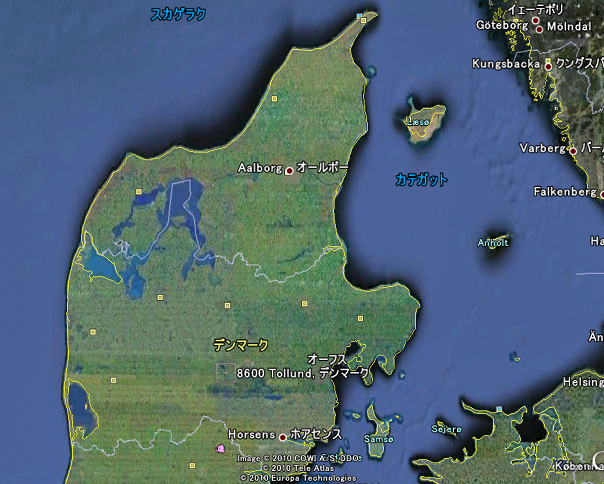 スカゲラク
イェーテボリ
Göteborg
Mölndal
Kungsbacka クングスバ
Læsø
Varberg バー
Aalborg オールボー
カテガット
Falkenberg
Anholt
Ha
Än
デンマーク
オーフス
8600 Tollund, デンマーク
Helsing
Horsens ホアセンス
Samsø
Sejerø
Image © 2010 COWI A/S, DDO
© 2010 Tele Atlas
© 2010 Europa Technologies
Københa